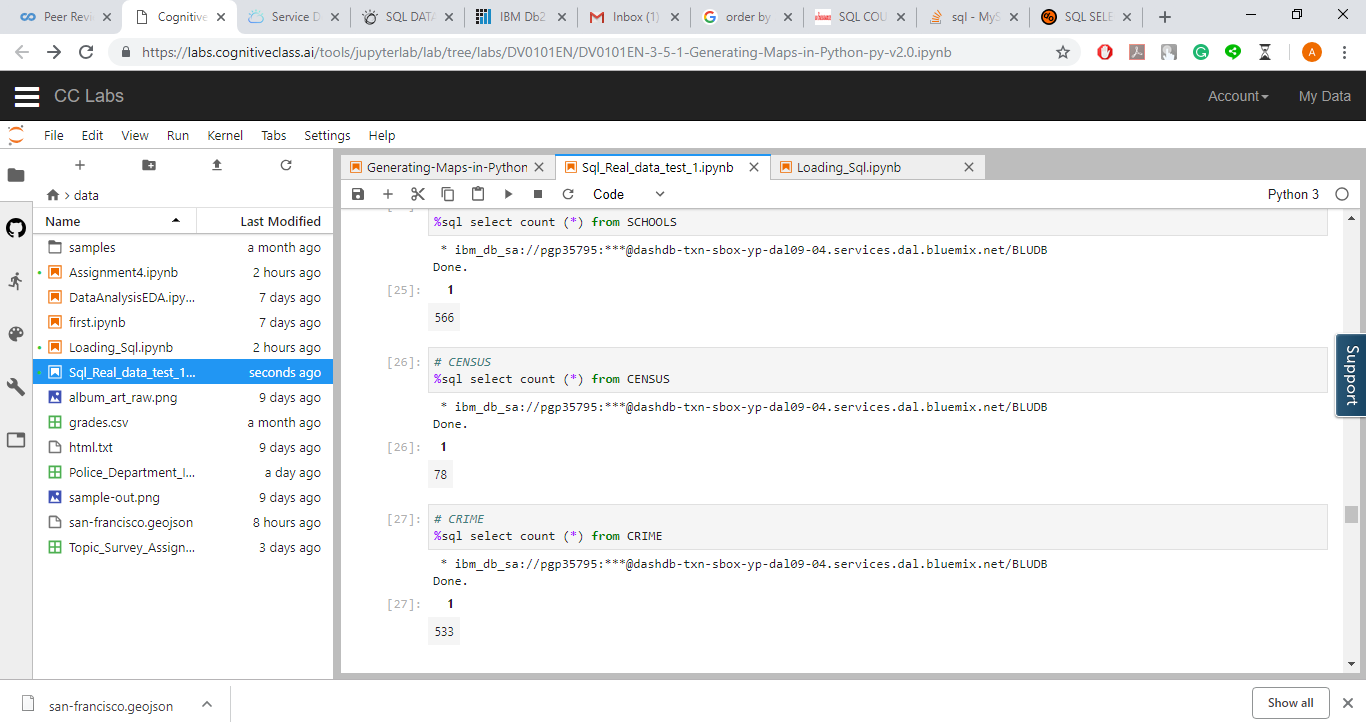 Peer Revi
Cognitive
Service D
SQL DATA
IBM Db2
Inbox (1)
order by
SQL COU
sql - MyS
SQL SELE
https://labs.cognitiveclass.ai/tools/jupyterlab/lab/tree/labs/DV0101EN/DV0101EN-3-5-1-Generating-Maps-in-Python-py-v2.0.ipynb
A
CC Labs
Account
My Data
File Edit View Run Kernel Tabs Settings Help
Generating-Maps-in-Python
Sql_Real_data_test_1.ipynb
Loading_Sql.ipynb
data
Code
Python 3
Name Last Modified
samples a month ago
Assignment4.ipynb 2 hours ago
DataAnalysisEDA.ipy... 7 days ago
first.ipynb 7 days ago
Loading_Sql.ipynb 2 hours ago
Sql_Real_data_test_1... seconds ago
album_art_raw.png 9 days ago
grades.csv a month ago
html.txt 9 days ago
Police_Department_I... a day ago
sample-out.png 9 days ago
san-francisco.geojson 8 hours ago
Topic_Survey_Assign... 3 days ago
%sql select count (*) from SCHOOLS
* ibm_db_sa://pgp35795:***@dashdb-txn-sbox-yp-dal09-04.services.dal.bluemix.net/BLUDB
Done.
[25]: 1
566
[26]: # CENSUS
%sql select count (*) from CENSUS
* ibm_db_sa://pgp35795:***@dashdb-txn-sbox-yp-dal09-04.services.dal.bluemix.net/BLUDB
Done.
[26]: 1
78
[27]: # CRIME
%sql select count (*) from CRIME
* ibm_db_sa://pgp35795:***@dashdb-txn-sbox-yp-dal09-04.services.dal.bluemix.net/BLUDB
Done.
[27]: 1
533
Support
san-francisco.geojson
Show all